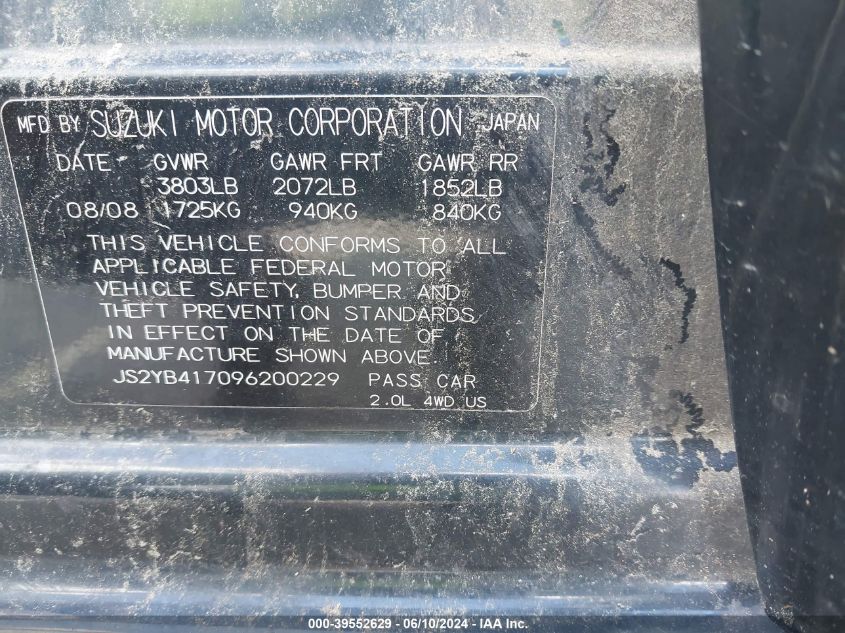 MFD BY SUZUKI MOTOR CORPORATION JAPAN
DATE GVWR GAWR FRT GAWR RR
3803LB 2072LB 1852LB
08/08 1725KG 940KG 840KG
THIS VEHICLE CONFORMS TO ALL
APPLICABLE FEDERAL MOTOR
VEHICLE SAFETY, BUMPER AND
THEFT PREVENTION STANDARDS
IN EFFECT ON THE DATE OF
MANUFACTURE SHOWN ABOVE
JS2YB417096200229 PASS CAR
2.0L 4WD US
000-39552629 - 06/10/2024 - IAA Inc.